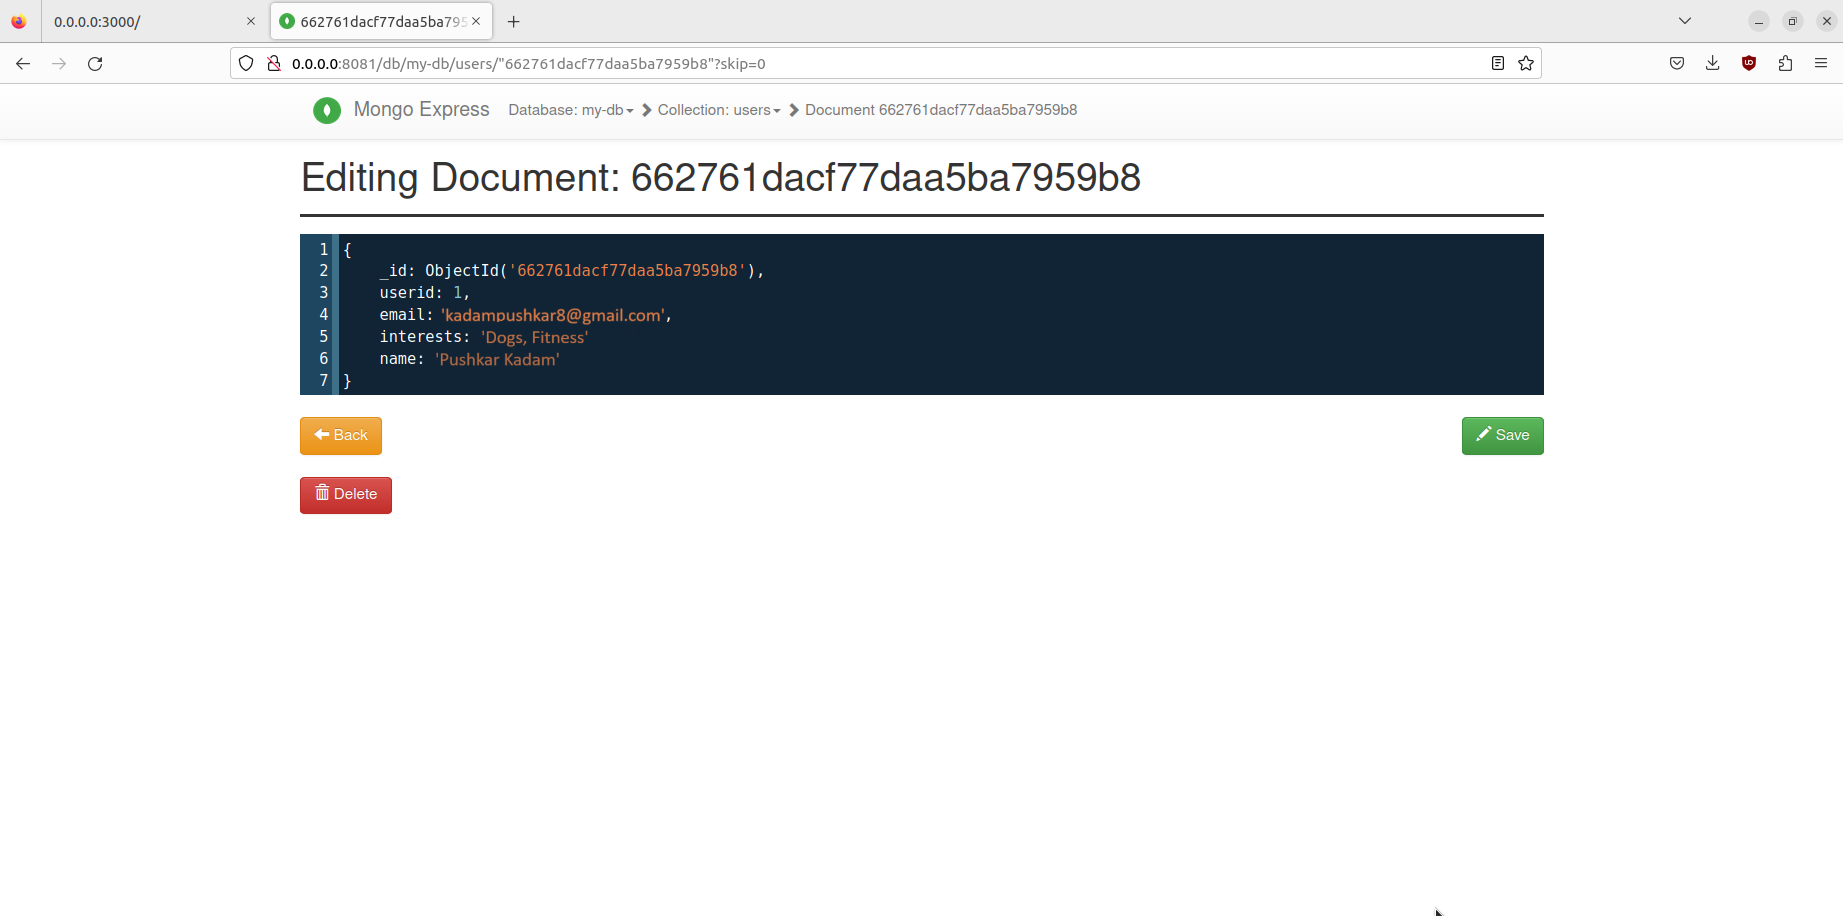 0.0.0.0:3000/
662761dacf77daa5ba795
0.0.0.0:8081/db/my-db/users/"662761dacf77daa5ba7959b8"?skip=0
Mongo Express Database: my-db Collection: users Document 662761dacf77daa5ba7959b8
Editing Document: 662761dacf77daa5ba7959b8
1 {
2 _id: ObjectId('662761dacf77daa5ba7959b8'),
3 userid: 1,
4 email: 'kadampushkar8@gmail.com',
5 interests: 'Dogs, Fitness'
6 name: 'Pushkar Kadam'
7 }
Back
Save
Delete